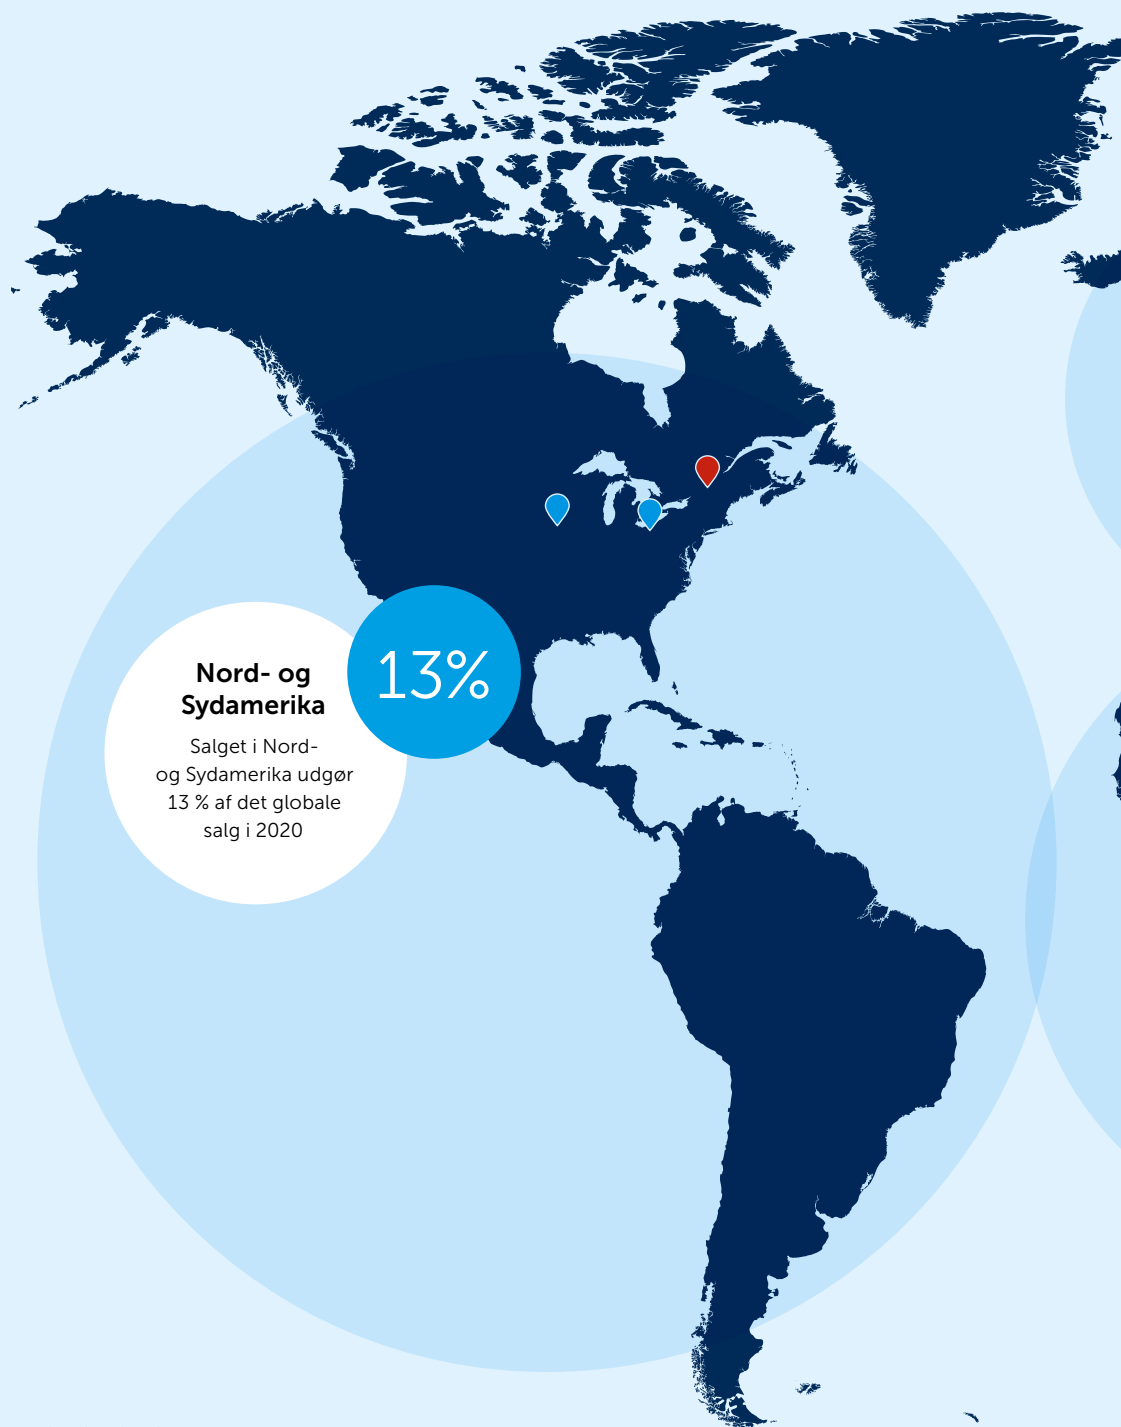 13%
Nord- og
Sydamerika
Salget i Nord-
og Sydamerika udgør
13 % af det globale
salg i 2020